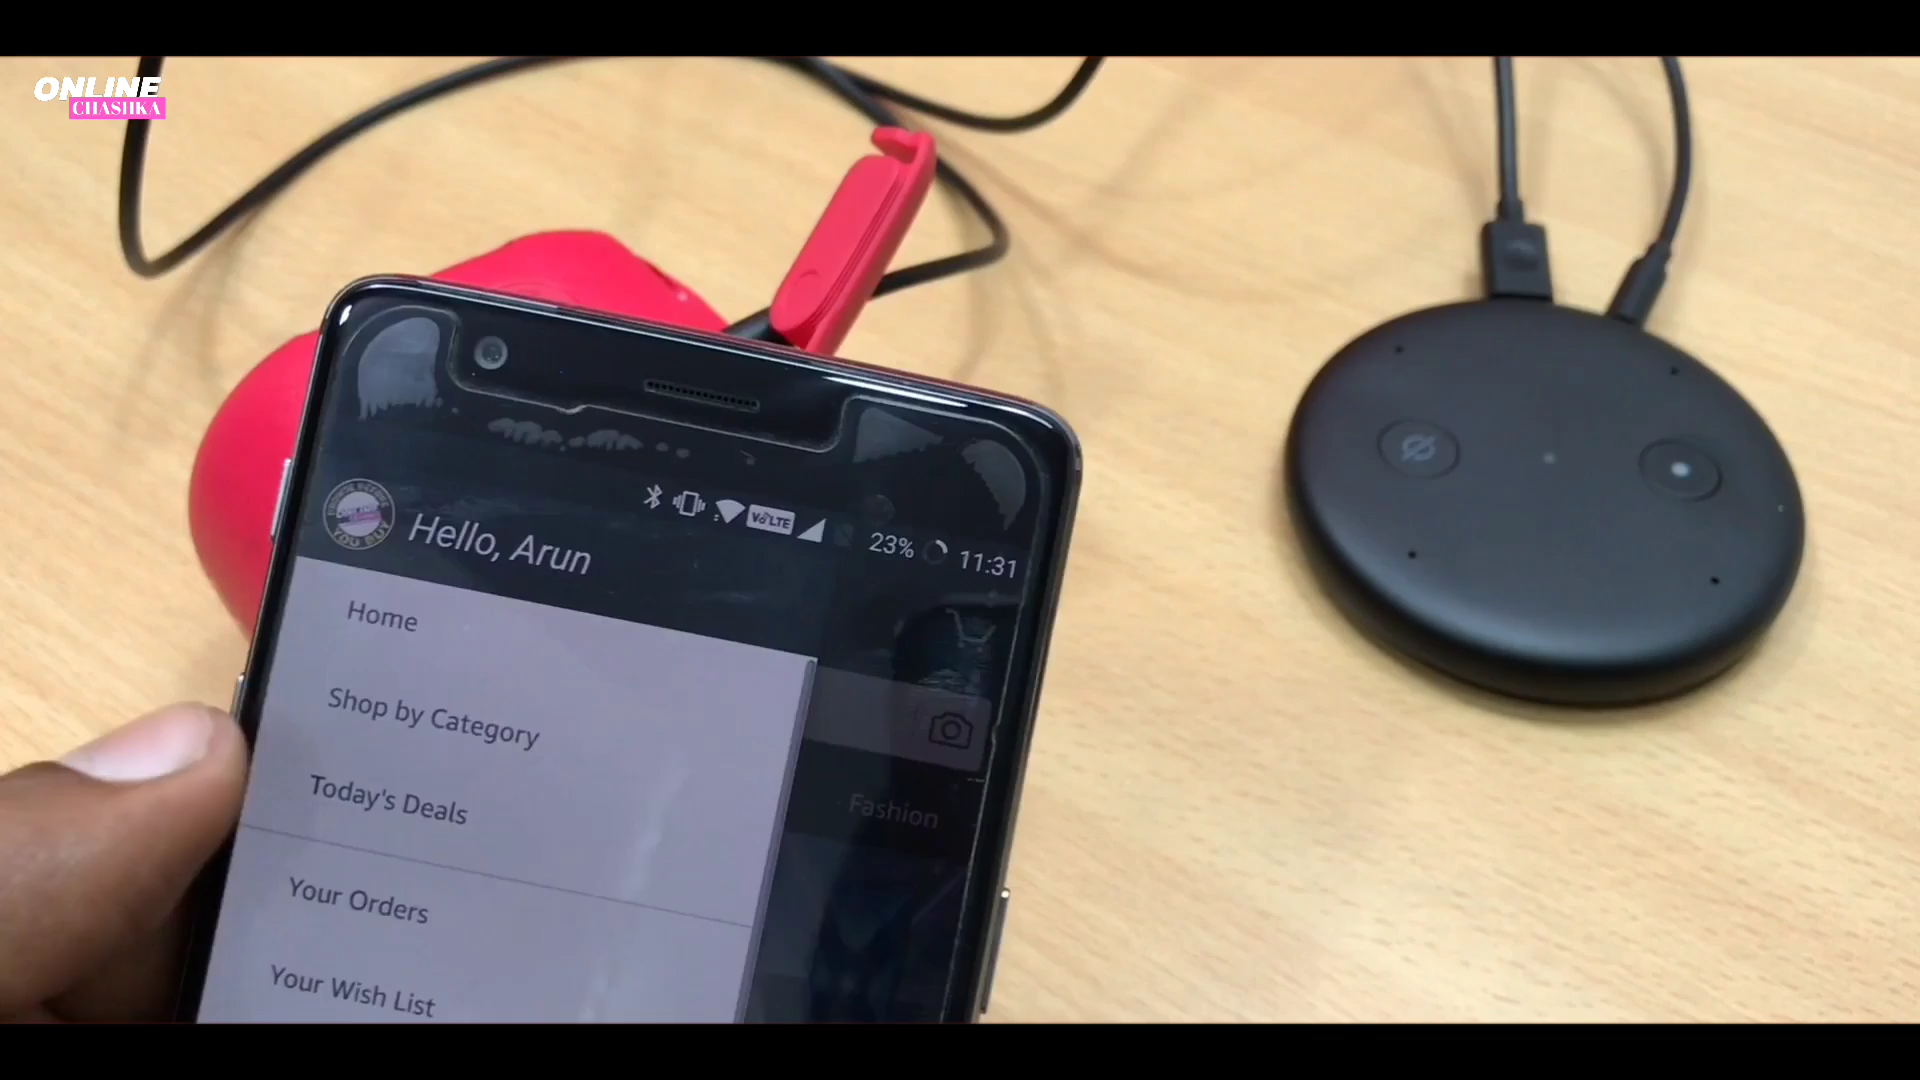 ONLINE
CHASHKA
VoLTE
23%
11:31
Hello, Arun
Home
Shop by Category
Today's Deals
Fashion
Your Orders
Your Wish List